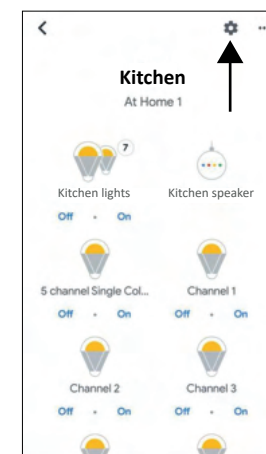 Kitchen
At Home 1
7
Kitchen lights
Kitchen speaker
Off • On
5 channel Single Col...
Channel 1
Off • On
Off • On
Channel 2
Channel 3
Off • On
Off • On